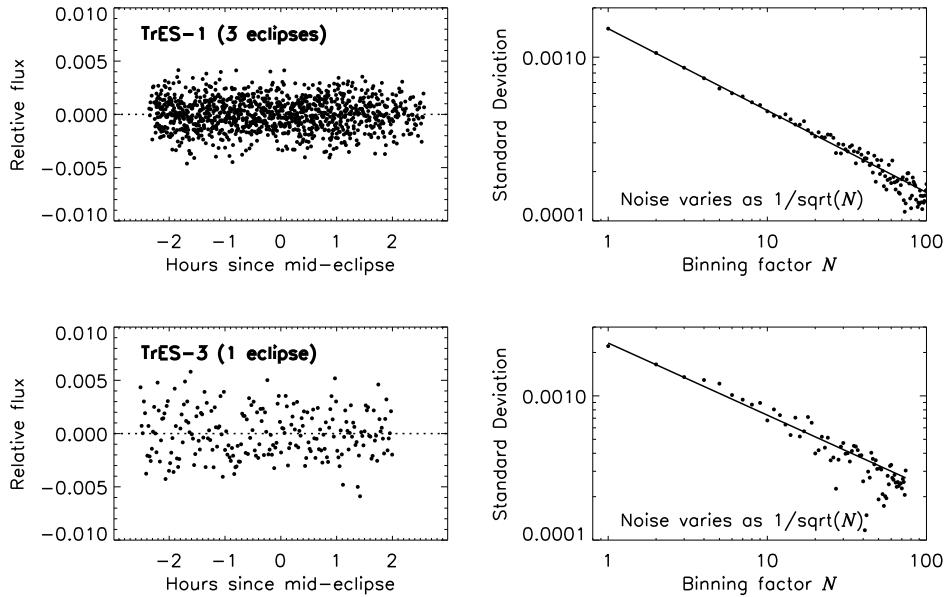 TrES-1 (3 eclipses)
Relative flux
0.010
0.005
0.000
-0.005
-0.010
-2 -1 0 1 2
Hours since mid-eclipse
Standard Deviation
0.0010
0.0001
Noise varies as 1/sqrt(N)
1 10 100
Binning factor N
TrES-3 (1 eclipse)
Relative flux
0.010
0.005
0.000
-0.005
-0.010
-2 -1 0 1 2
Hours since mid-eclipse
Standard Deviation
0.0010
0.0001
Noise varies as 1/sqrt(N)
1 10 100
Binning factor N